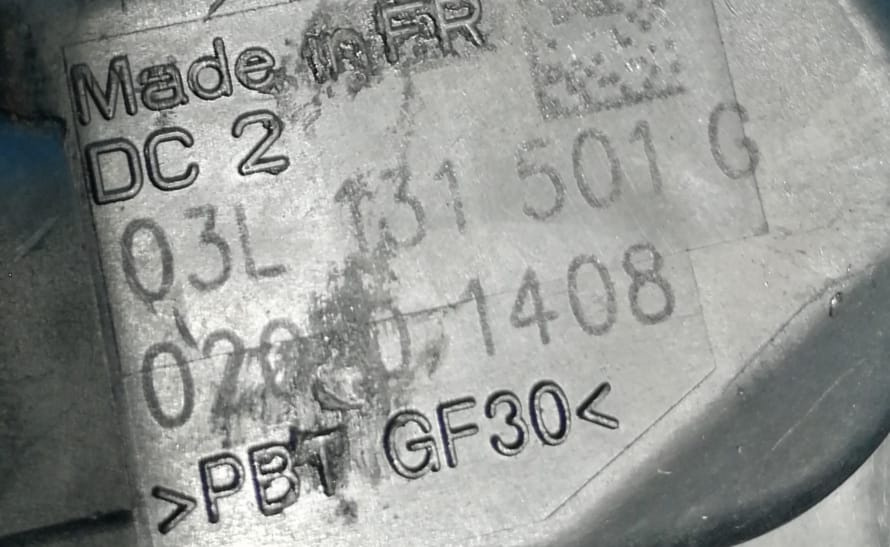 Made in FR
DC 2
03L 131 501 G
1408
>PBT GF30<